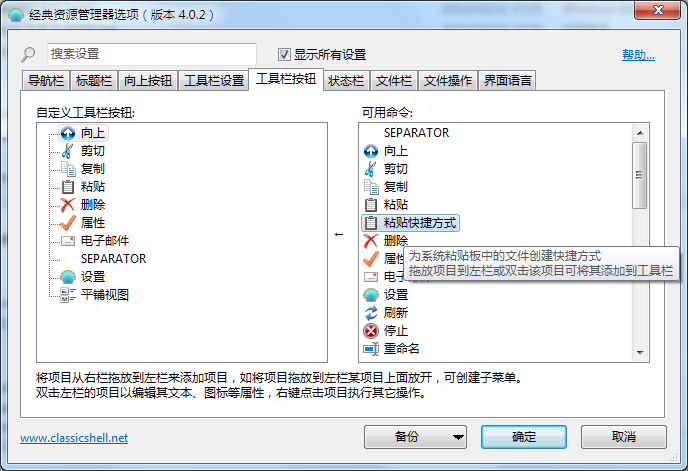 经典资源管理器选项（版本 4.0.2）
搜索设置
显示所有设置
帮助...
导航栏 标题栏 向上按钮 工具栏设置 工具栏按钮 状态栏 文件栏 文件操作 界面语言
自定义工具栏按钮:
向上
剪切
复制
粘贴
删除
属性
电子邮件
SEPARATOR
设置
平铺视图
←
可用命令:
SEPARATOR
向上
剪切
复制
粘贴
粘贴快捷方式
删除
属
电子
设置
刷新
停止
重命名
为系统粘贴板中的文件创建快捷方式
拖放项目到左栏或双击该项目可将其添加到工具栏
将项目从右栏拖放到左栏来添加项目，如将项目拖放到左栏某项目上面放开，可创建子菜单。
双击左栏的项目以编辑其文本、图标等属性，右键点击项目执行其它操作。
www.classicshell.net
备份
确定
取消